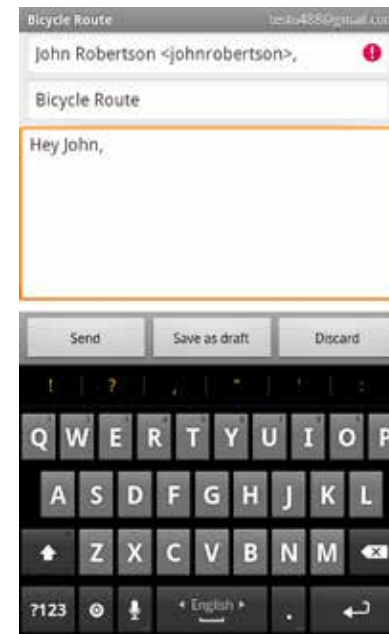 Bicycle Route
John Robertson <johnrobertson>,
Bicycle Route
Hey John,
Send Save as draft Discard
! ? , " ' :
Q W E R T Y U I O P
A S D F G H J K L
Z X C V B N M
?123 English .